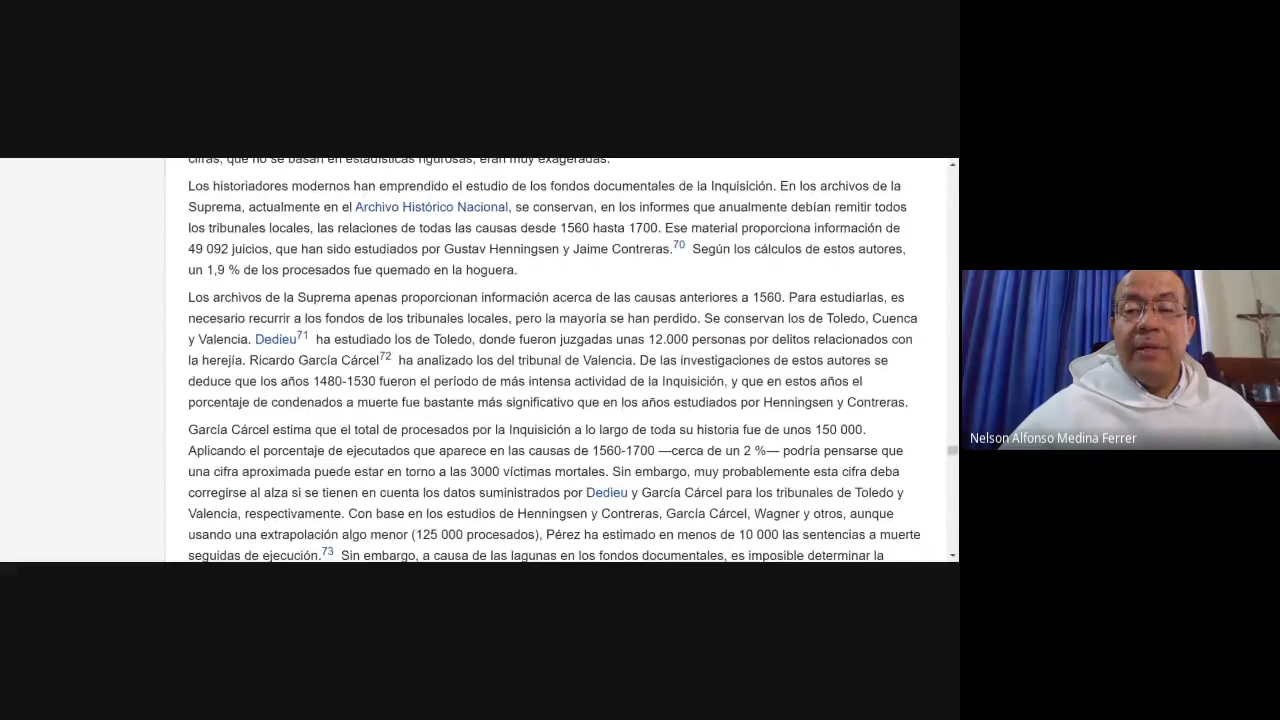 cifras, que no se basan en estadísticas rigurosas, eran muy exageradas.
Los historiadores modernos han emprendido el estudio de los fondos documentales de la Inquisición. En los archivos de la
Suprema, actualmente en el Archivo Histórico Nacional, se conservan, en los informes que anualmente debían remitir todos
los tribunales locales, las relaciones de todas las causas desde 1560 hasta 1700. Ese material proporciona información de
49 092 juicios, que han sido estudiados por Gustav Henningsen y Jaime Contreras.70 Según los cálculos de estos autores,
un 1,9 % de los procesados fue quemado en la hoguera.
Los archivos de la Suprema apenas proporcionan información acerca de las causas anteriores a 1560. Para estudiarlas, es
necesario recurrir a los fondos de los tribunales locales, pero la mayoría se han perdido. Se conservan los de Toledo, Cuenca
y Valencia. Dedieu71 ha estudiado los de Toledo, donde fueron juzgadas unas 12.000 personas por delitos relacionados con
la herejía. Ricardo García Cárcel72 ha analizado los del tribunal de Valencia. De las investigaciones de estos autores se
deduce que los años 1480-1530 fueron el período de más intensa actividad de la Inquisición, y que en estos años el
porcentaje de condenados a muerte fue bastante más significativo que en los años estudiados por Henningsen y Contreras.
García Cárcel estima que el total de procesados por la Inquisición a lo largo de toda su historia fue de unos 150 000.
Aplicando el porcentaje de ejecutados que aparece en las causas de 1560-1700 —cerca de un 2 %— podría pensarse que
una cifra aproximada puede estar en torno a las 3000 víctimas mortales. Sin embargo, muy probablemente esta cifra deba
corregirse al alza si se tienen en cuenta los datos suministrados por Dedieu y García Cárcel para los tribunales de Toledo y
Valencia, respectivamente. Con base en los estudios de Henningsen y Contreras, García Cárcel, Wagner y otros, aunque
usando una extrapolación algo menor (125 000 procesados), Pérez ha estimado en menos de 10 000 las sentencias a muerte
seguidas de ejecución.73 Sin embargo, a causa de las lagunas en los fondos documentales, es imposible determinar la
Nelson Alfonso Medina Ferrer